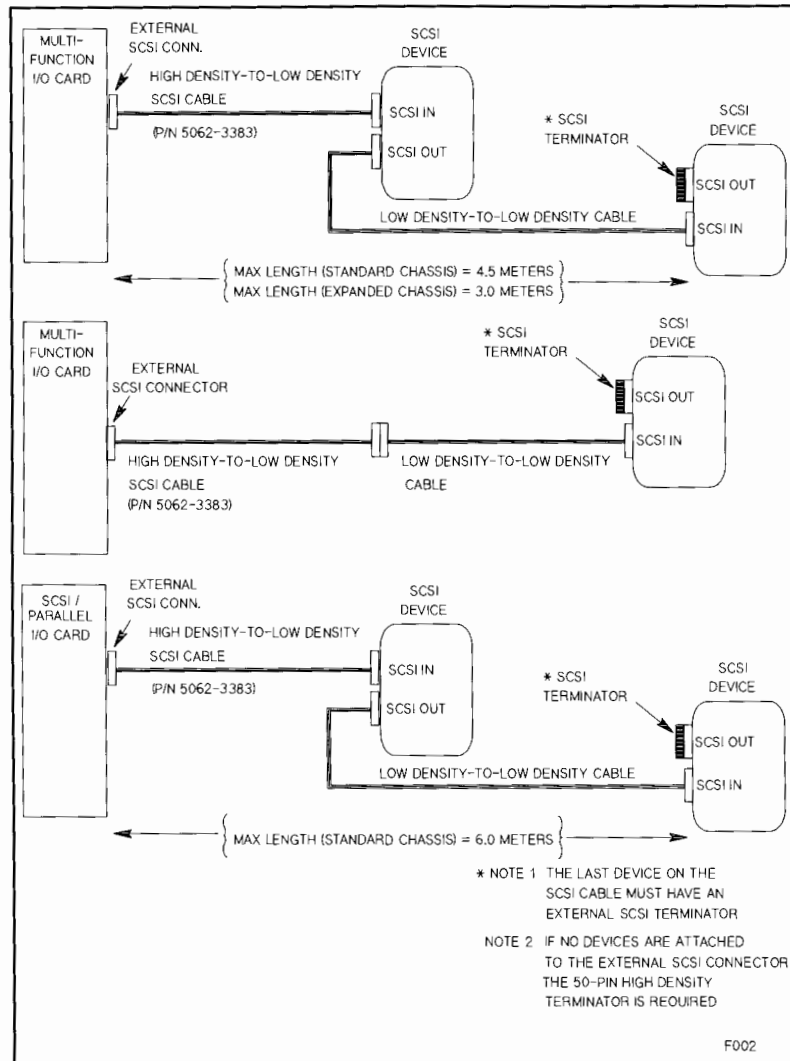 MULTI-
FUNCTION
I/O CARD
EXTERNAL
SCSI CONN.
HIGH DENSITY-TO-LOW DENSITY
SCSI CABLE
(P/N 5062-3383)
SCSI
DEVICE
SCSI IN
SCSI OUT
* SCSI
TERMINATOR
SCSI
DEVICE
SCSI OUT
SCSI IN
LOW DENSITY-TO-LOW DENSITY CABLE
MAX LENGTH (STANDARD CHASSIS) = 4.5 METERS
MAX LENGTH (EXPANDED CHASSIS) = 3.0 METERS
MULTI-
FUNCTION
I/O CARD
EXTERNAL
SCSI CONNECTOR
* SCSI
TERMINATOR
SCSI
DEVICE
SCSI OUT
SCSI IN
HIGH DENSITY-TO-LOW DENSITY
SCSI CABLE
(P/N 5062-3383)
LOW DENSITY-TO-LOW DENSITY
CABLE
SCSI /
PARALLEL
I/O CARD
EXTERNAL
SCSI CONN.
HIGH DENSITY-TO-LOW DENSITY
SCSI CABLE
(P/N 5062-3383)
SCSI
DEVICE
SCSI IN
SCSI OUT
* SCSI
TERMINATOR
SCSI
DEVICE
SCSI OUT
SCSI IN
LOW DENSITY-TO-LOW DENSITY CABLE
MAX LENGTH (STANDARD CHASSIS) = 6.0 METERS
* NOTE 1 THE LAST DEVICE ON THE
SCSI CABLE MUST HAVE AN
EXTERNAL SCSI TERMINATOR
NOTE 2 IF NO DEVICES ARE ATTACHED
TO THE EXTERNAL SCSI CONNECTOR
THE 50-PIN HIGH DENSITY
TERMINATOR IS REQUIRED
F002